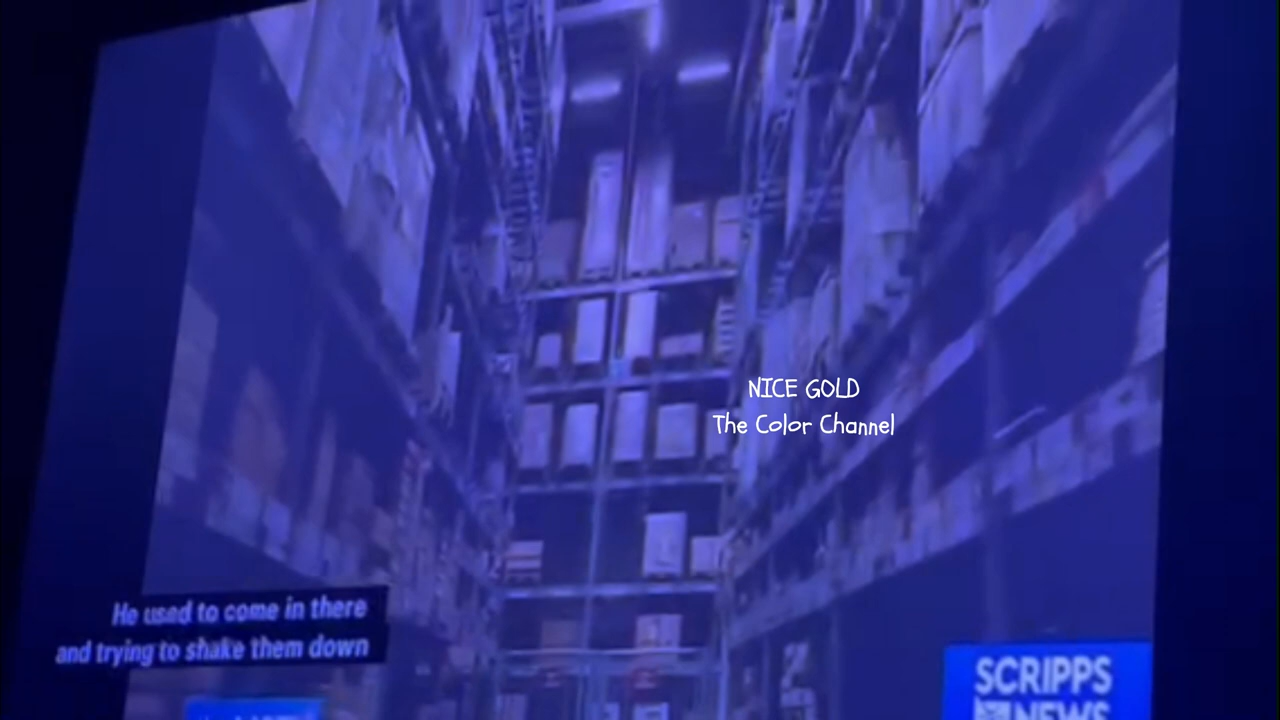 NICE GOLD
The Color Channel
He used to come in there
and trying to shake them down
SCRIPPS
NEWS